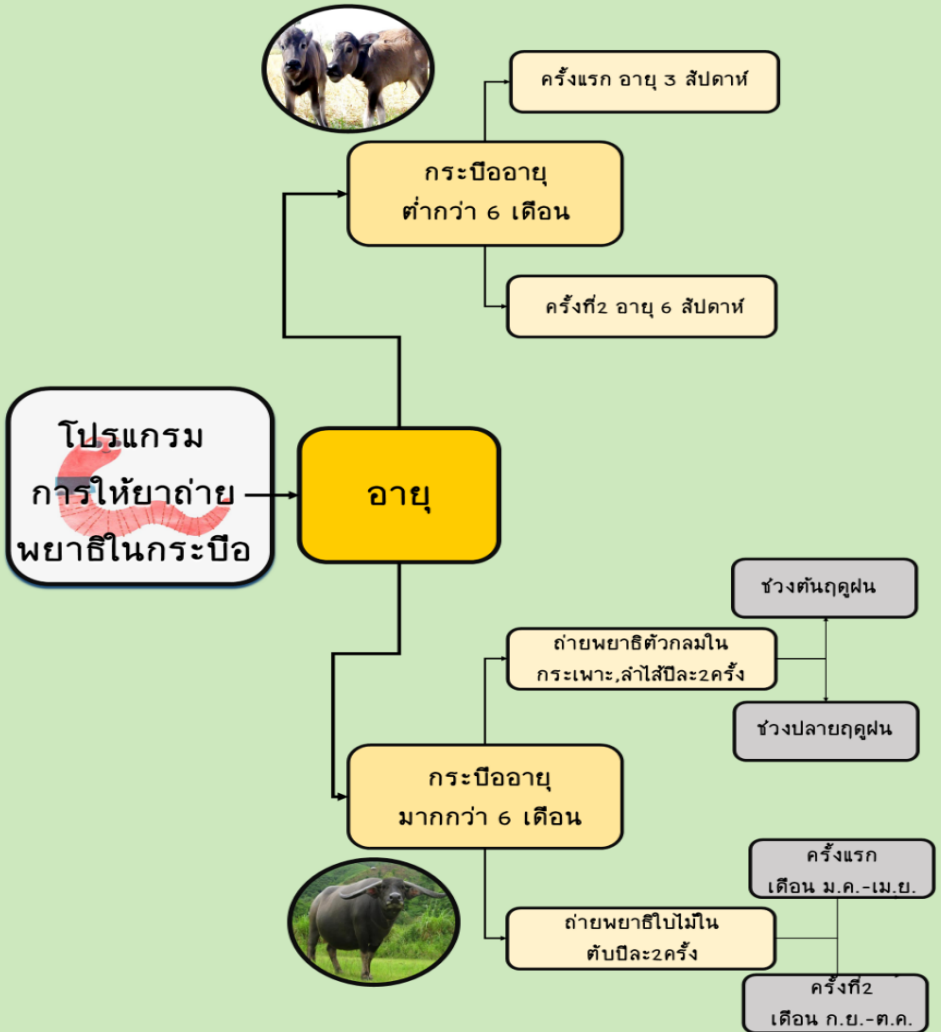 ครั้งแรก อายุ 3 สัปดาห์
กระบืออายุ
ต่ำกว่า 6 เดือน
ครั้งที่2 อายุ 6 สัปดาห์
โปรแกรม
การให้ยาถ่าย
พยาธิในกระบือ
อายุ
ช่วงต้นฤดูฝน
ถ่ายพยาธิตัวกลมใน
กระเพาะ,ลำไส้ปีละ2ครั้ง
ช่วงปลายฤดูฝน
กระบืออายุ
มากกว่า 6 เดือน
ครั้งแรก
เดือน ม.ค.-เม.ย.
ถ่ายพยาธิใบไม้ใน
ตับปีละ2ครั้ง
ครั้งที่2
เดือน ก.ย.-ต.ค.